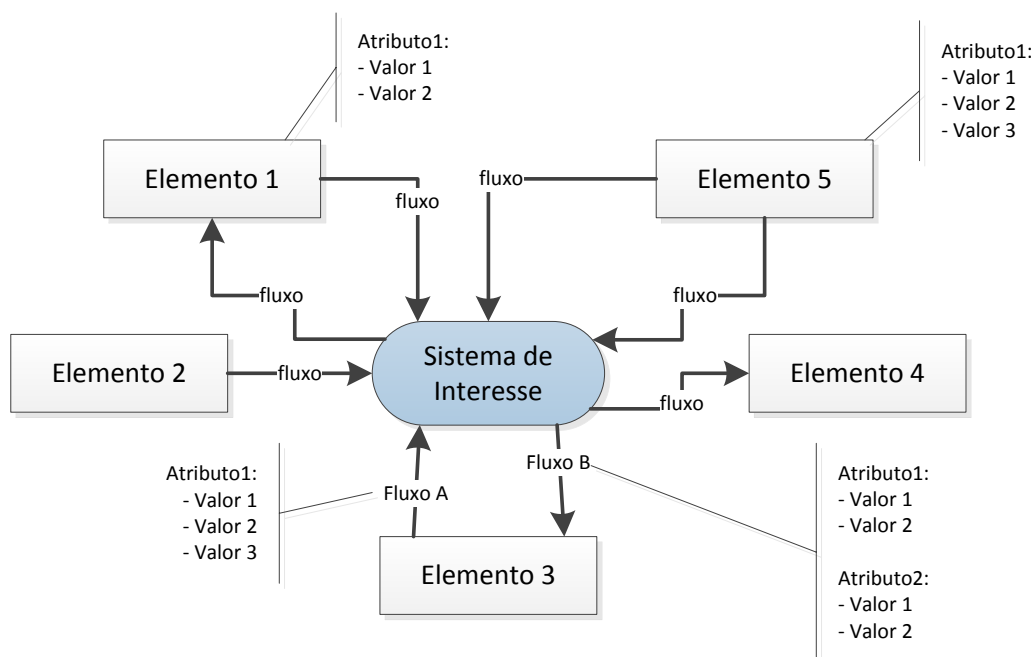 Atributo1:
- Valor 1
- Valor 2
Atributo1:
- Valor 1
- Valor 2
- Valor 3
Elemento 1
fluxo
fluxo
Elemento 5
fluxo
fluxo
Elemento 2
fluxo
Sistema de
Interesse
fluxo
Elemento 4
Atributo1:
- Valor 1
- Valor 2
- Valor 3
Fluxo A
Fluxo B
Elemento 3
Atributo1:
- Valor 1
- Valor 2
Atributo2:
- Valor 1
- Valor 2